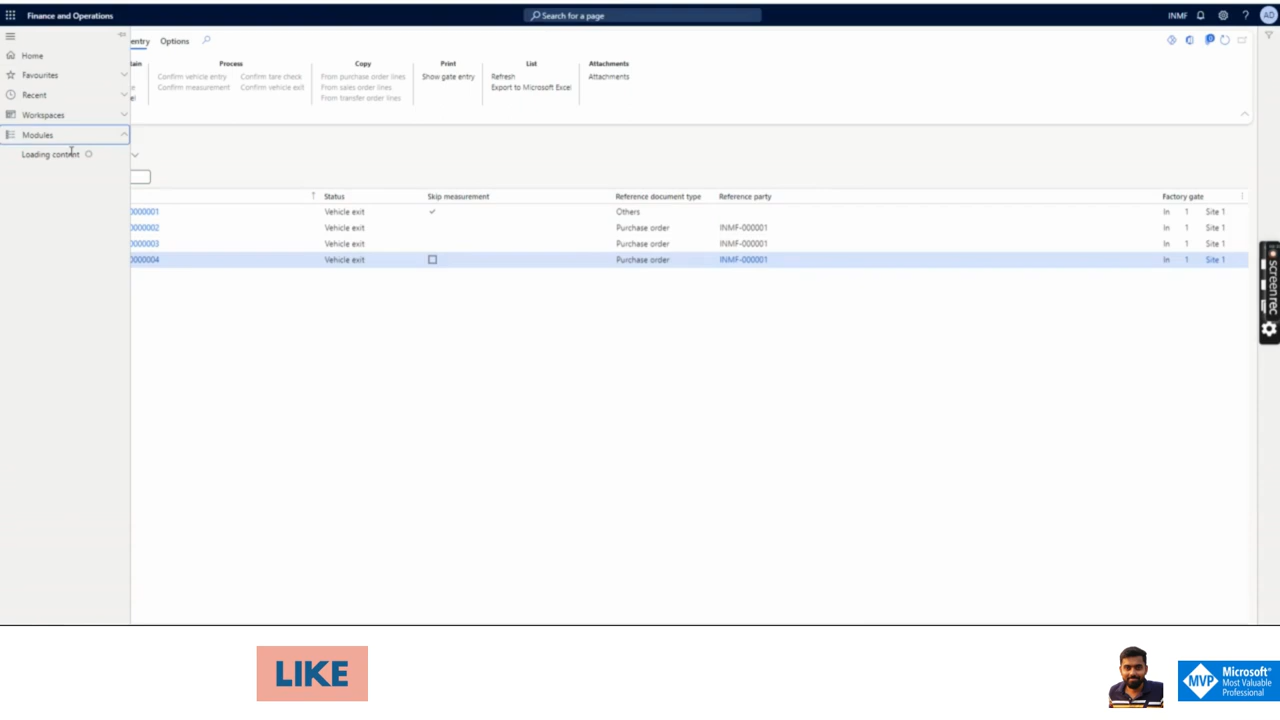 Finance and Operations
Search for a page
INMF
?
AD
Home
Favourites
Recent
Workspaces
Modules
Loading content
entry
Options
tain
Process
Copy
Print
List
Attachments
Confirm vehicle entry
Confirm tare check
From purchase order lines
Show gate entry
Refresh
Attachments
Confirm measurement
Confirm vehicle exit
From sales order lines
Export to Microsoft Excel
From transfer order lines
Status
Skip measurement
Reference document type
Reference party
Factory gate
0000001
Vehicle exit
Others
In
1
Site 1
0000002
Vehicle exit
Purchase order
INMF-000001
In
1
Site 1
0000003
Vehicle exit
Purchase order
INMF-000001
In
1
Site 1
0000004
Vehicle exit
Purchase order
INMF-000001
In
1
Site 1
screenrec
LIKE
MVP
Microsoft®
Most Valuable
Professional